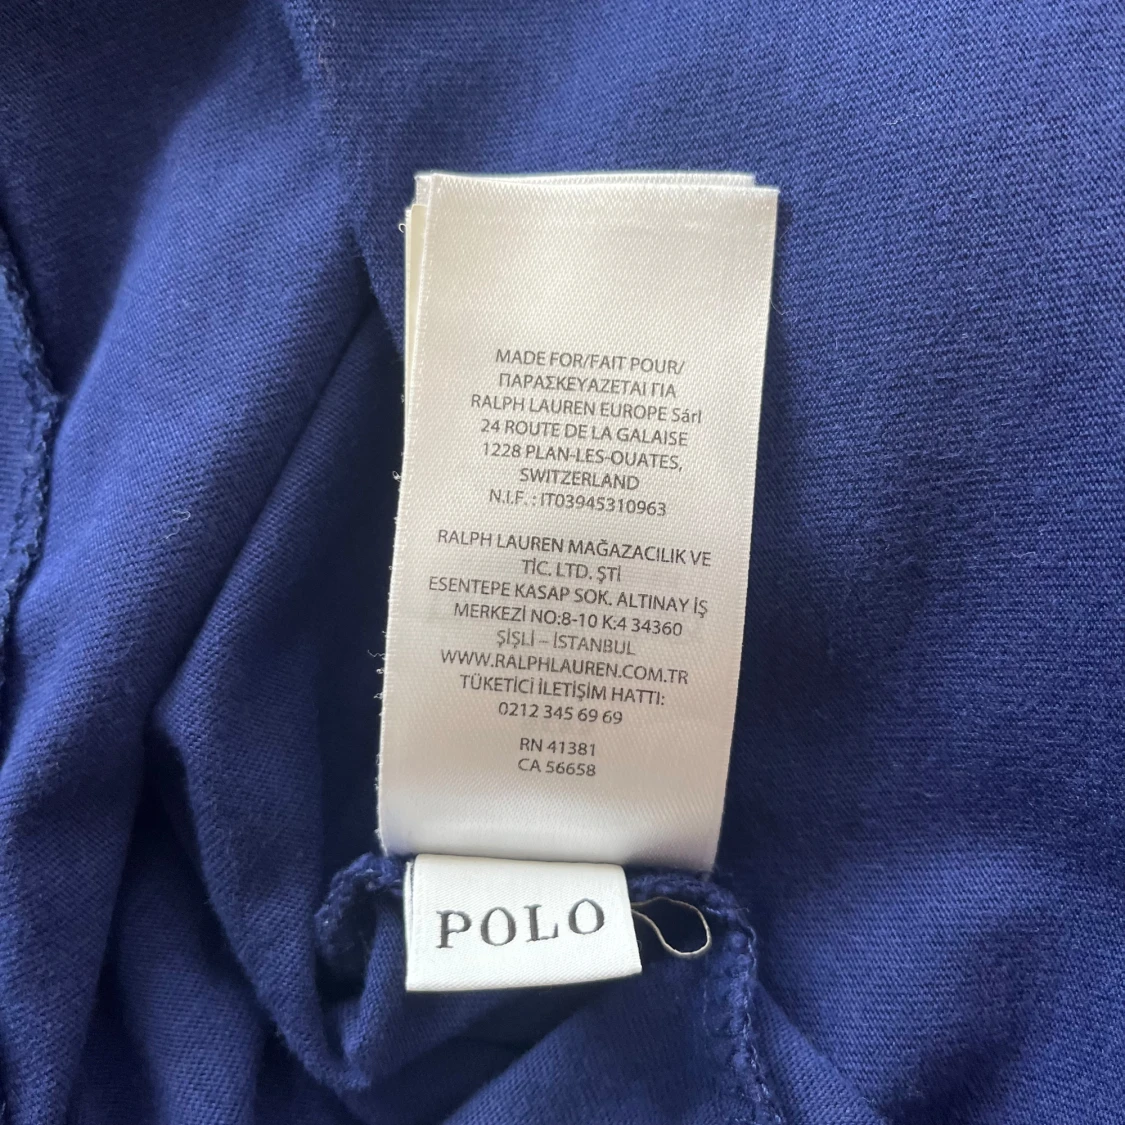 MADE FOR/FAIT POUR/
ΠΑΡΑΣΚΕΥΑΖΕΤΑΙ ΓΙΑ
RALPH LAUREN EUROPE Sárl
24 ROUTE DE LA GALAISE
1228 PLAN-LES-OUATES,
SWITZERLAND
N.I.F. : IT03945310963
RALPH LAUREN MAĞAZACILIK VE
TİC. LTD. ŞTİ
ESENTEPE KASAP SOK. ALTINAY İŞ
MERKEZİ NO:8-10 K:4 34360
ŞİŞLİ – İSTANBUL
WWW.RALPHLAUREN.COM.TR
TÜKETİCİ İLETİŞİM HATTI:
0212 345 69 69
RN 41381
CA 56658
POLO